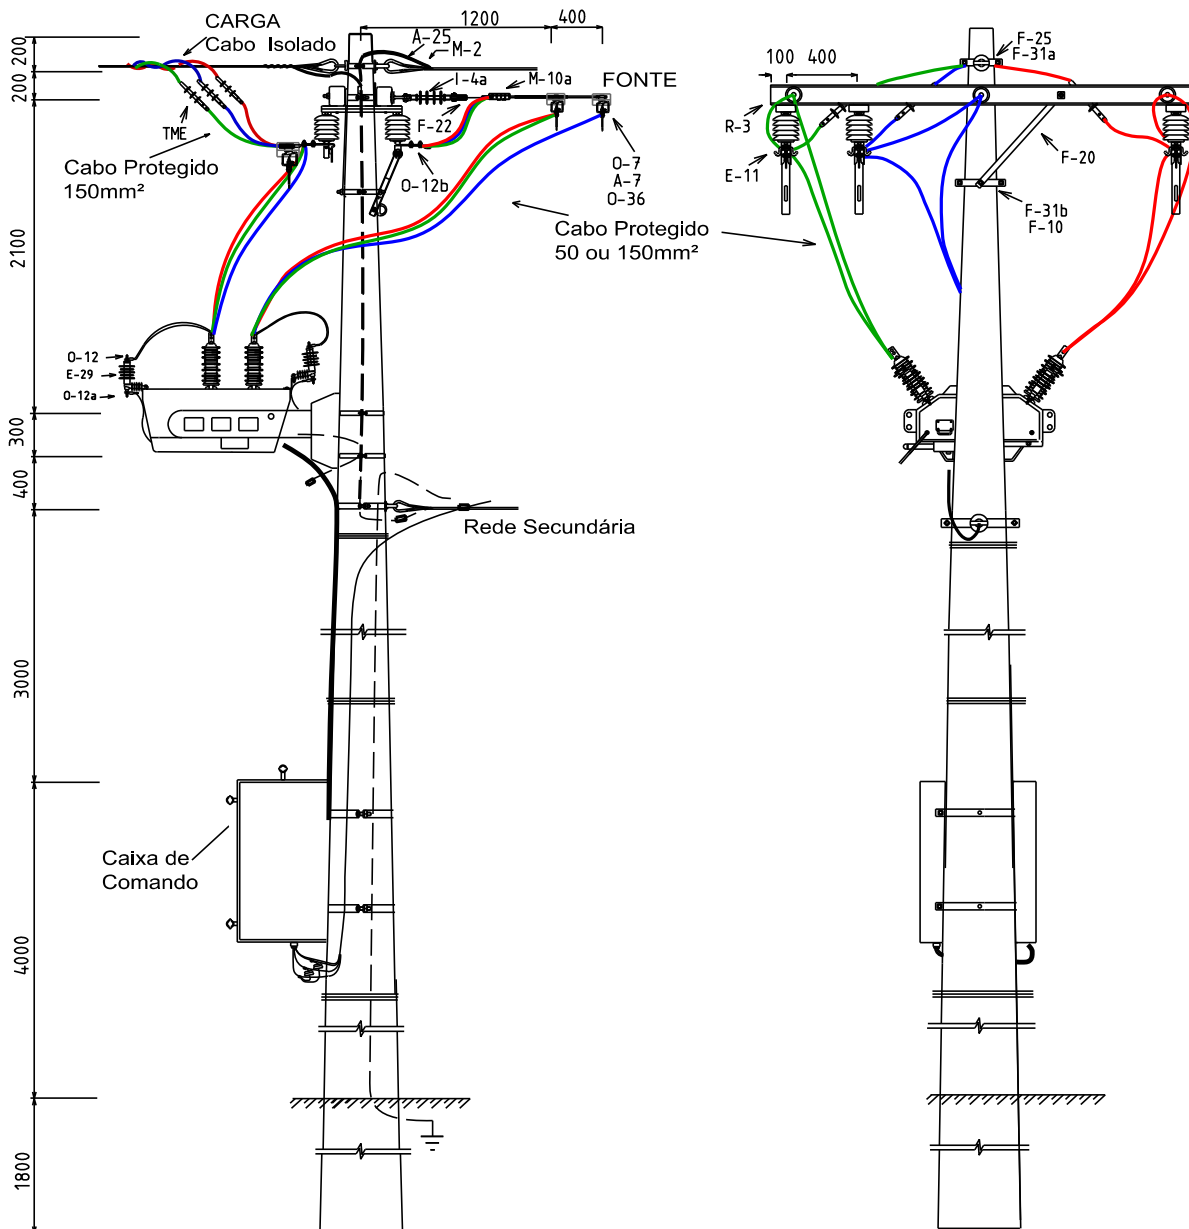 CARGA
Cabo Isolado
1200
400
A-25
M-2
I-4a
M-10a
FONTE
F-22
TME
Cabo Protegido
150mm²
O-12b
O-7
A-7
O-36
Cabo Protegido
50 ou 150mm²
O-12
E-29
O-12a
Rede Secundária
Caixa de
Comando
200
200
2100
300
400
3000
4000
1800
F-25
F-31a
100
400
R-3
E-11
F-20
F-31b
F-10